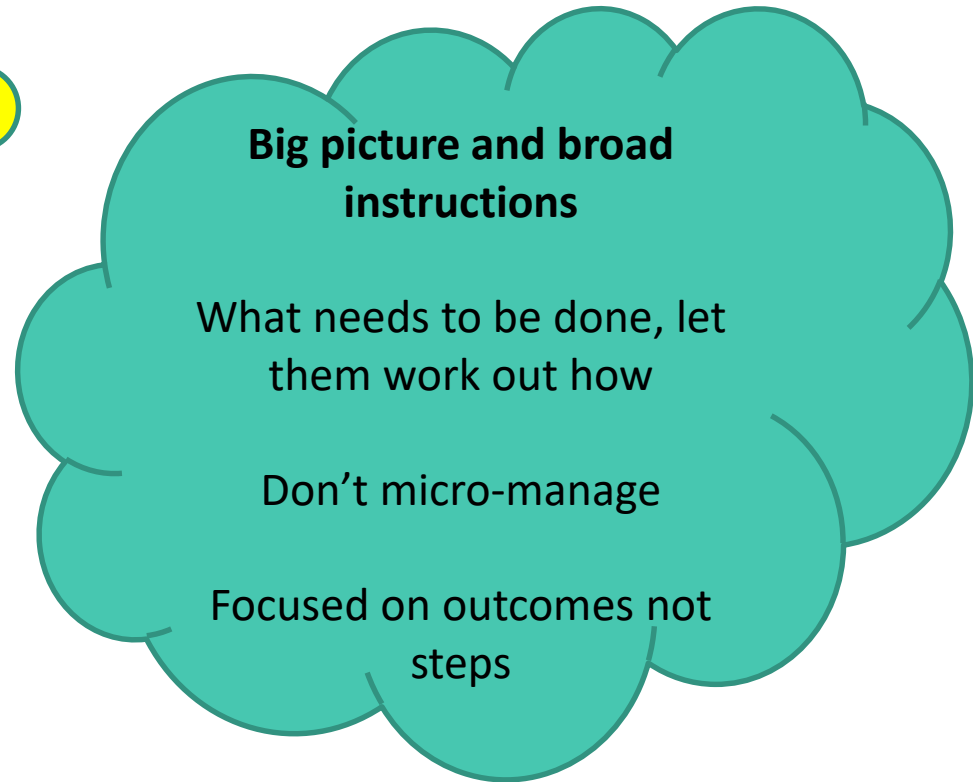 Big picture and broad
instructions
What needs to be done, let
them work out how
Don’t micro-manage
Focused on outcomes not
steps